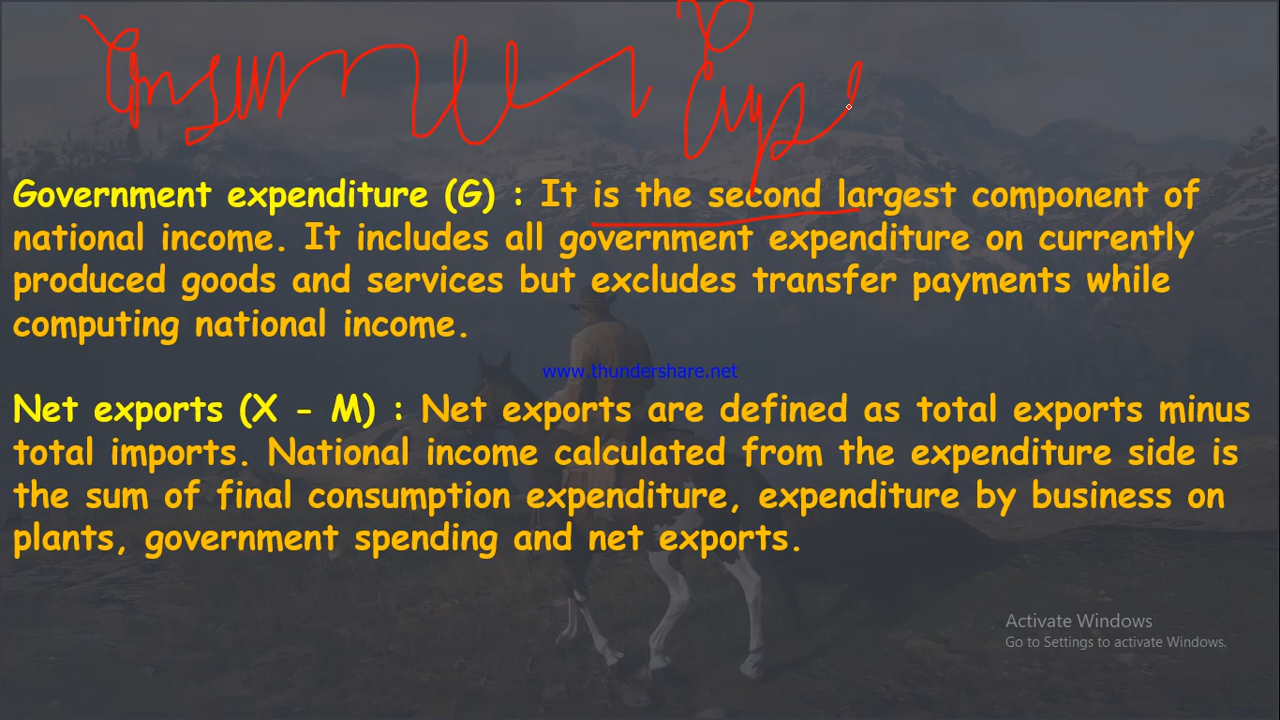 Government expenditure (G) : It is the second largest component of
national income. It includes all government expenditure on currently
produced goods and services but excludes transfer payments while
computing national income.
www.thundershare.net
Net exports (X - M) : Net exports are defined as total exports minus
total imports. National income calculated from the expenditure side is
the sum of final consumption expenditure, expenditure by business on
plants, government spending and net exports.
Activate Windows
Go to Settings to activate Windows.